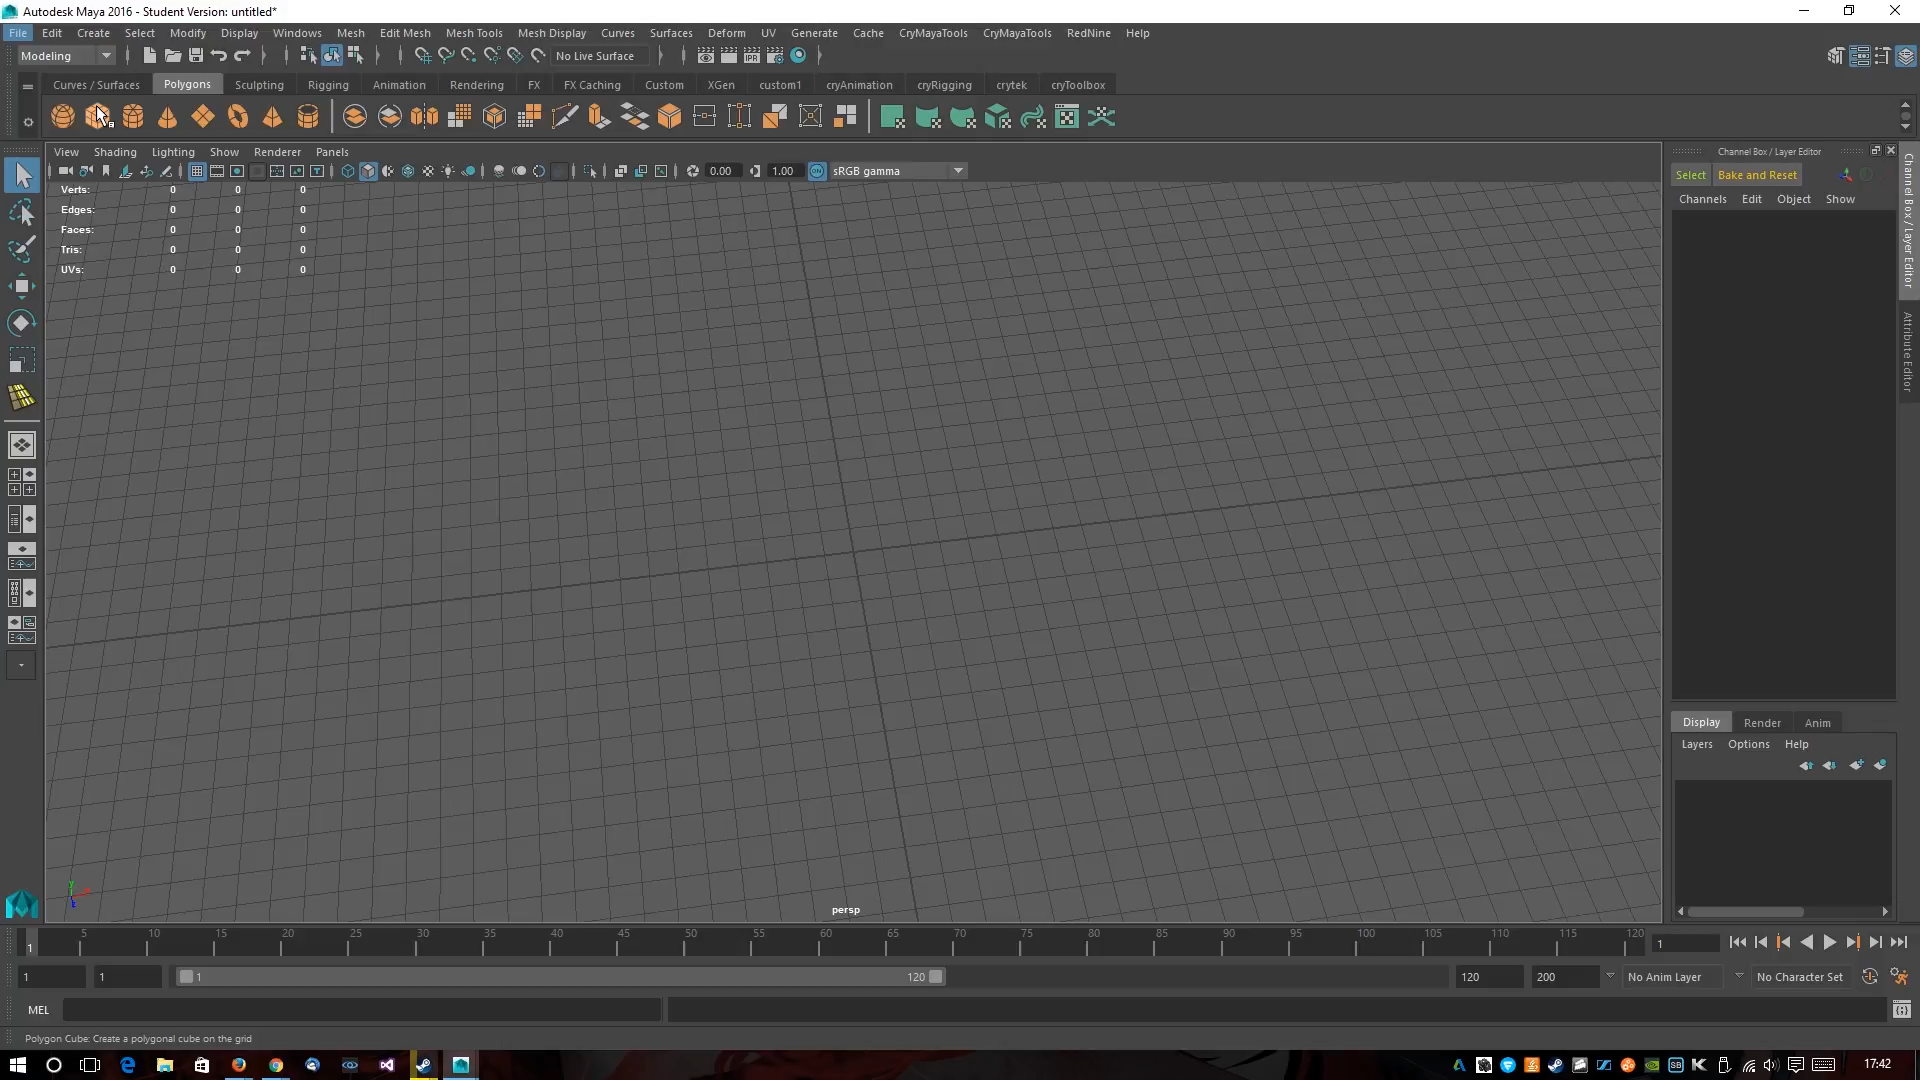 Autodesk Maya 2016 - Student Version: untitled*
File Edit Create Select Modify Display Windows Mesh Edit Mesh Mesh Tools Mesh Display Curves Surfaces Deform UV Generate Cache CryMayaTools CryMayaTools RedNine Help
Modeling No Live Surface
Curves / Surfaces Polygons Sculpting Rigging Animation Rendering FX FX Caching Custom XGen custom1 cryAnimation cryRigging crytek cryToolbox
View Shading Lighting Show Renderer Panels
0.00 1.00 sRGB gamma
Verts: 0 0 0
Edges: 0 0 0
Faces: 0 0 0
Tris: 0 0 0
UVs: 0 0 0
persp
Channel Box / Layer Editor
Select Bake and Reset
Channels Edit Object Show
Channel Box / Layer Editor
Attribute Editor
Display Render Anim
Layers Options Help
1 5 10 15 20 25 30 35 40 45 50 55 60 65 70 75 80 85 90 95 100 105 110 115 120 1
1 1 1 120 120 200 No Anim Layer No Character Set
MEL
Polygon Cube: Create a polygonal cube on the grid
17:42